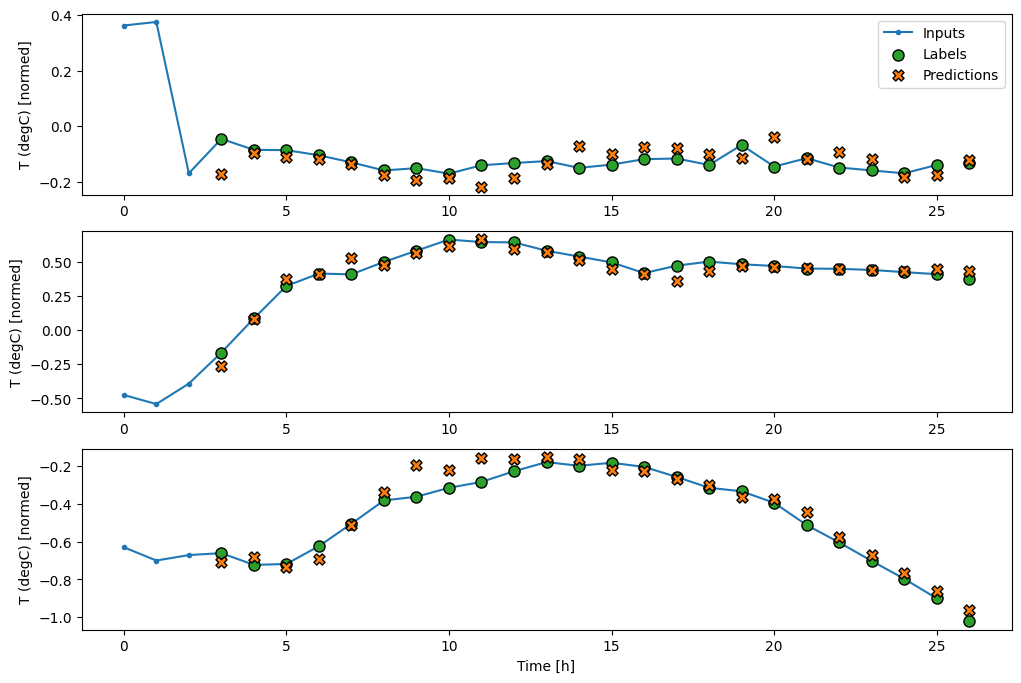 T (degC) [normed]
0.4
0.2
0.0
−0.2
Inputs
Labels
Predictions
0 5 10 15 20 25
T (degC) [normed]
0.50
0.25
0.00
−0.25
−0.50
0 5 10 15 20 25
T (degC) [normed]
−0.2
−0.4
−0.6
−0.8
−1.0
0 5 10 15 20 25
Time [h]